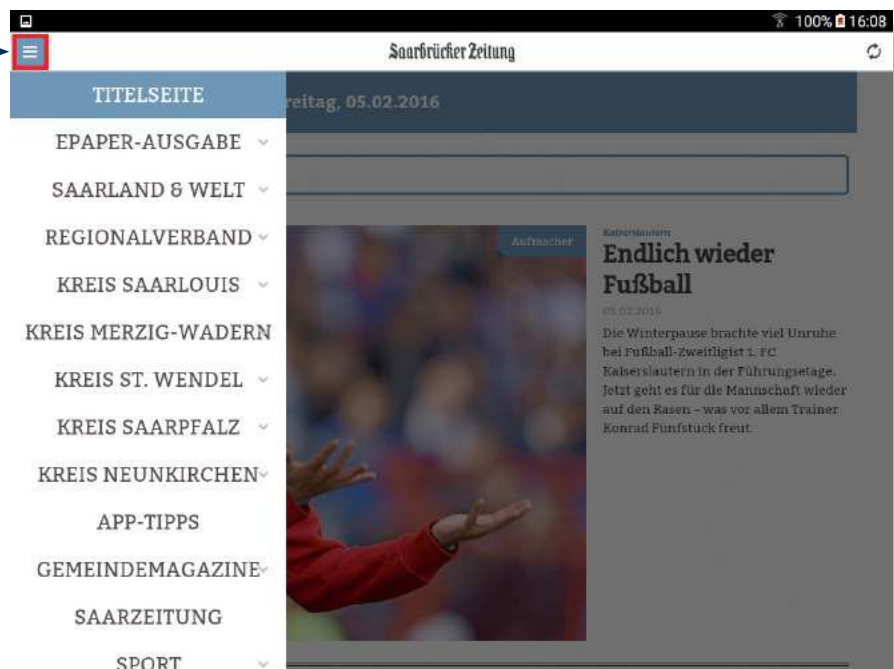 100% 16:08
Saarbrücker Zeitung
TITELSEITE
EPAPER-AUSGABE
SAARLAND & WELT
REGIONALVERBAND
KREIS SAARLOUIS
KREIS MERZIG-WADERN
KREIS ST. WENDEL
KREIS SAARPFALZ
KREIS NEUNKIRCHEN
APP-TIPPS
GEMEINDEMAGAZINE
SAARZEITUNG
SPORT
reitag, 05.02.2016
Aufmacher
Kaiserslautern
Endlich wieder
Fußball
05.02.2016
Die Winterpause brachte viel Unruhe
bei Fußball-Zweitligist 1. FC
Kaiserslautern in der Führungsetage.
Jetzt geht es für die Mannschaft wieder
auf den Rasen – was vor allem Trainer
Konrad Fünfstück freut.